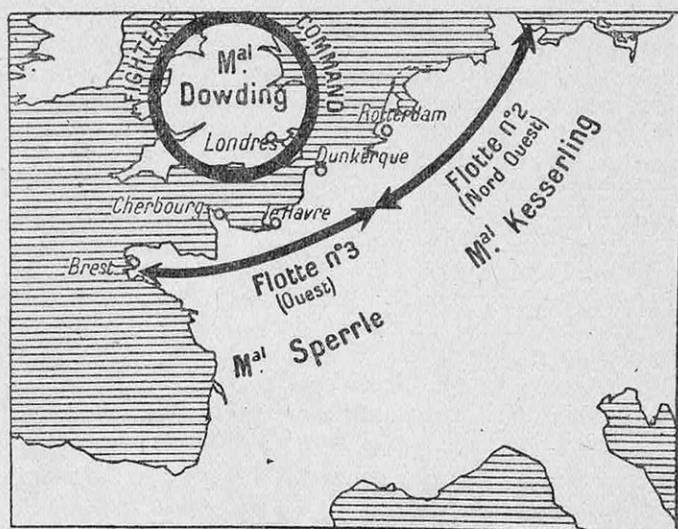 FIGHTER COMMAND
Mal
Dowding
Londres
Rotterdam
Dunkerque
Cherbourg
le Havre
Brest
Flotte n°2
(Nord Ouest)
Mal Kesserling
Flotte n°3
(Ouest)
Mal Sperrle